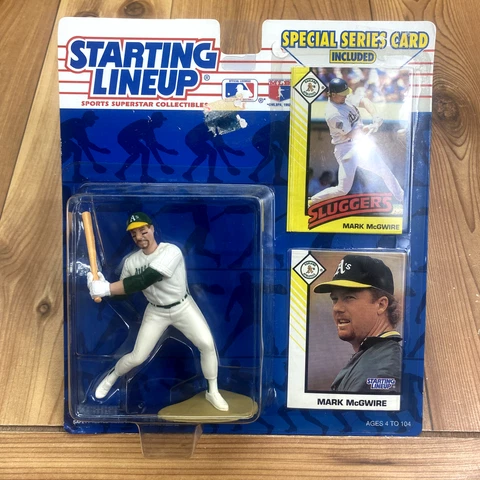 STARTING
LINEUP®
SPORTS SUPERSTAR COLLECTIBLES
SPECIAL SERIES CARD
INCLUDED
SLUGGERS
MARK McGWIRE
A's
A's
STARTING
LINEUP
MARK McGWIRE
AGES 4 TO 104